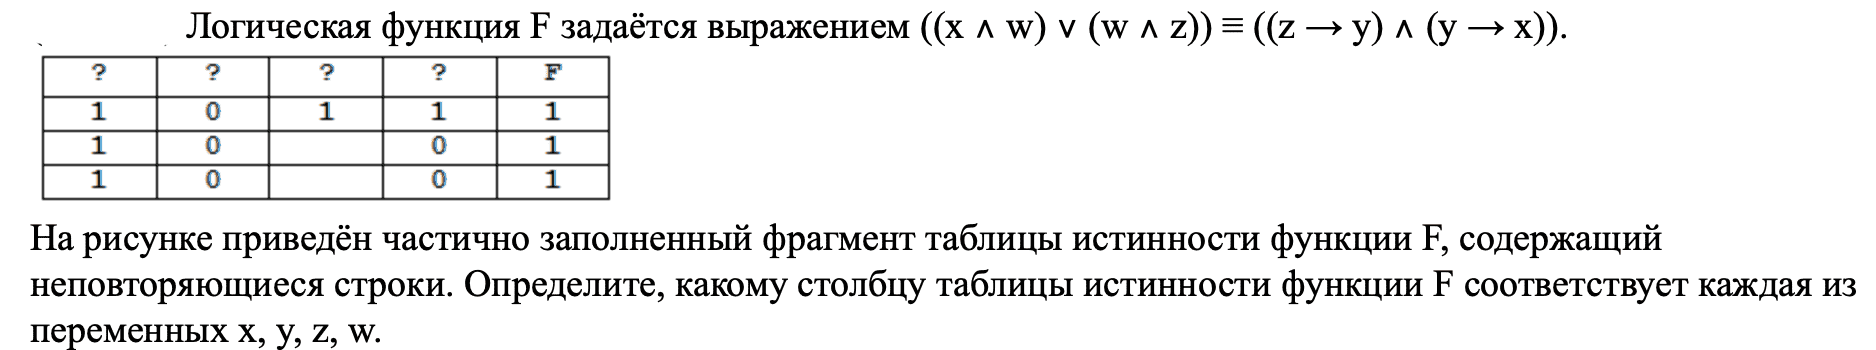 Логическая функция F задаётся выражением ((x ∧ w) ∨ (w ∧ z)) ≡ ((z → y) ∧ (y → x)).
? ? ? ? F
1 0 1 1 1
1 0 0 1
1 0 0 1
На рисунке приведён частично заполненный фрагмент таблицы истинности функции F, содержащий
неповторяющиеся строки. Определите, какому столбцу таблицы истинности функции F соответствует каждая из
переменных x, y, z, w.